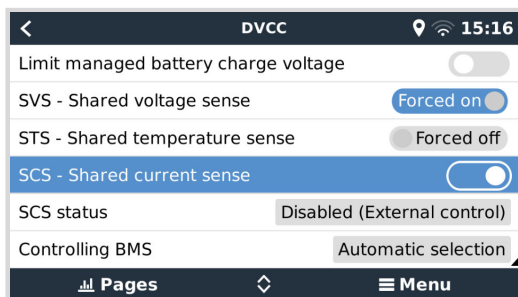 DVCC 15:16
Limit managed battery charge voltage
SVS - Shared voltage sense Forced on
STS - Shared temperature sense Forced off
SCS - Shared current sense
SCS status Disabled (External control)
Controlling BMS Automatic selection
Pages Menu